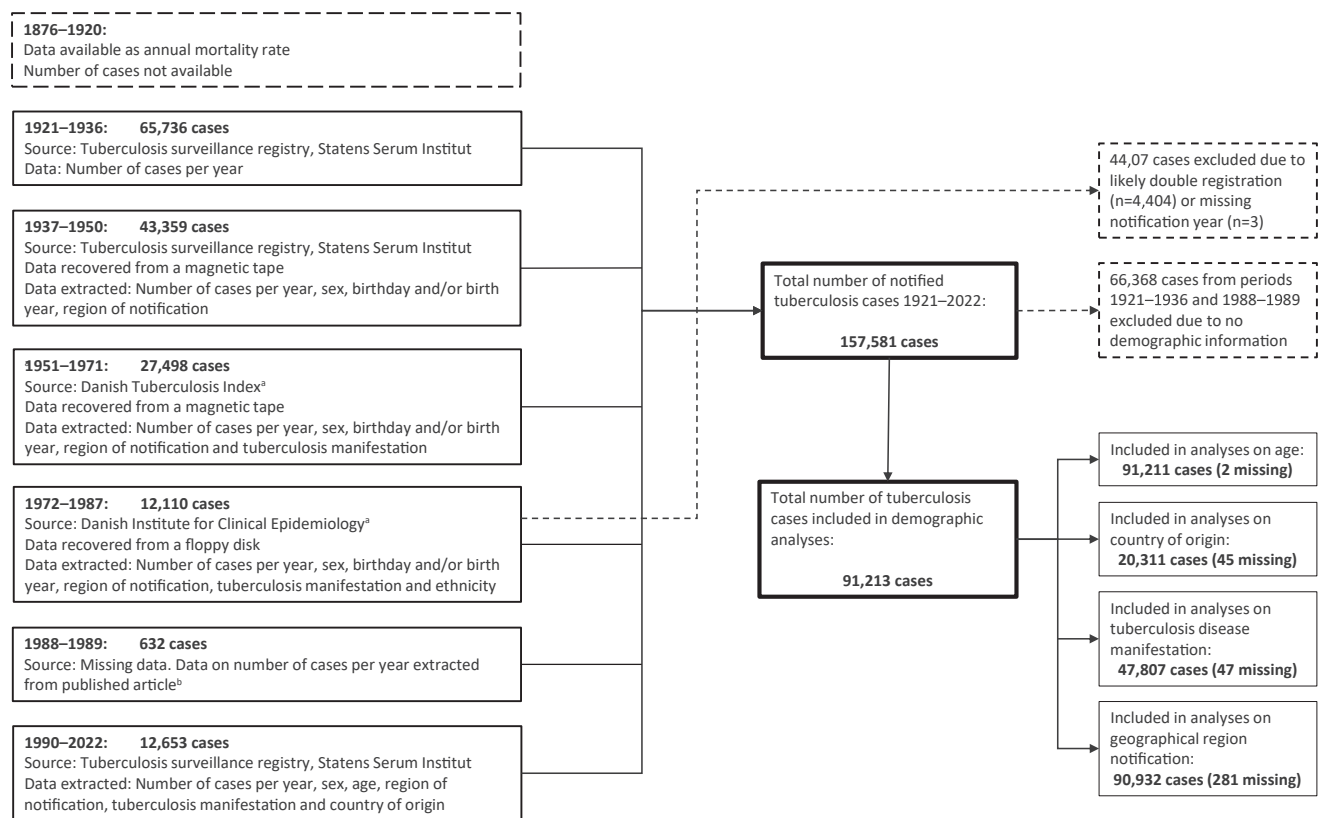 1876–1920:
Data available as annual mortality rate
Number of cases not available
1921–1936: 65,736 cases
Source: Tuberculosis surveillance registry, Statens Serum Institut
Data: Number of cases per year
1937–1950: 43,359 cases
Source: Tuberculosis surveillance registry, Statens Serum Institut
Data recovered from a magnetic tape
Data extracted: Number of cases per year, sex, birthday and/or birth
year, region of notification
1951–1971: 27,498 cases
Source: Danish Tuberculosis Indexᵃ
Data recovered from a magnetic tape
Data extracted: Number of cases per year, sex, birthday and/or birth
year, region of notification and tuberculosis manifestation
1972–1987: 12,110 cases
Source: Danish Institute for Clinical Epidemiologyᵃ
Data recovered from a floppy disk
Data extracted: Number of cases per year, sex, birthday and/or birth
year, region of notification, tuberculosis manifestation and ethnicity
1988–1989: 632 cases
Source: Missing data. Data on number of cases per year extracted
from published articleᵇ
1990–2022: 12,653 cases
Source: Tuberculosis surveillance registry, Statens Serum Institut
Data extracted: Number of cases per year, sex, age, region of
notification, tuberculosis manifestation and country of origin
Total number of notified
tuberculosis cases 1921–2022:
157,581 cases
Total number of tuberculosis
cases included in demographic
analyses:
91,213 cases
44,07 cases excluded due to
likely double registration
(n=4,404) or missing
notification year (n=3)
66,368 cases from periods
1921–1936 and 1988–1989
excluded due to no
demographic information
Included in analyses on age:
91,211 cases (2 missing)
Included in analyses on
country of origin:
20,311 cases (45 missing)
Included in analyses on
tuberculosis disease
manifestation:
47,807 cases (47 missing)
Included in analyses on
geographical region
notification:
90,932 cases (281 missing)